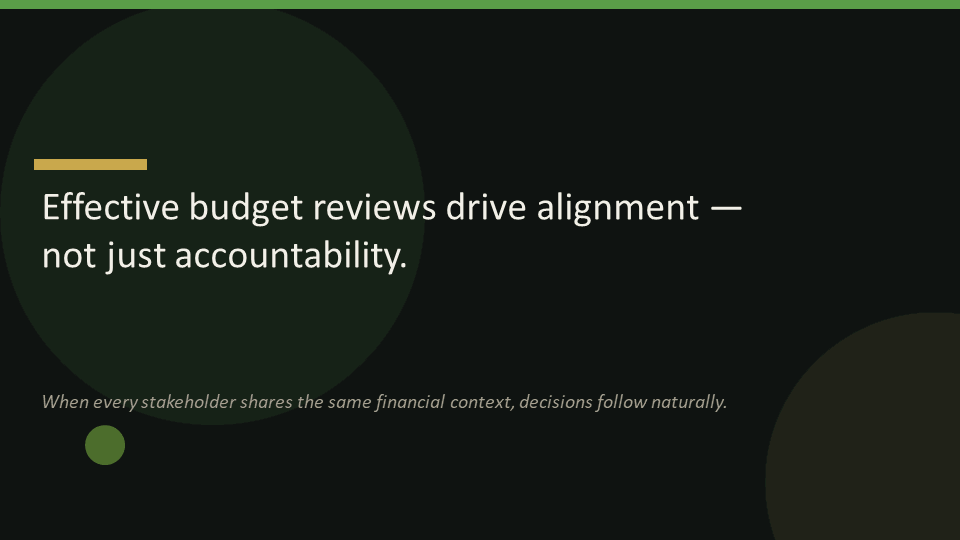 Effective budget reviews drive alignment —
not just accountability.
When every stakeholder shares the same financial context, decisions follow naturally.